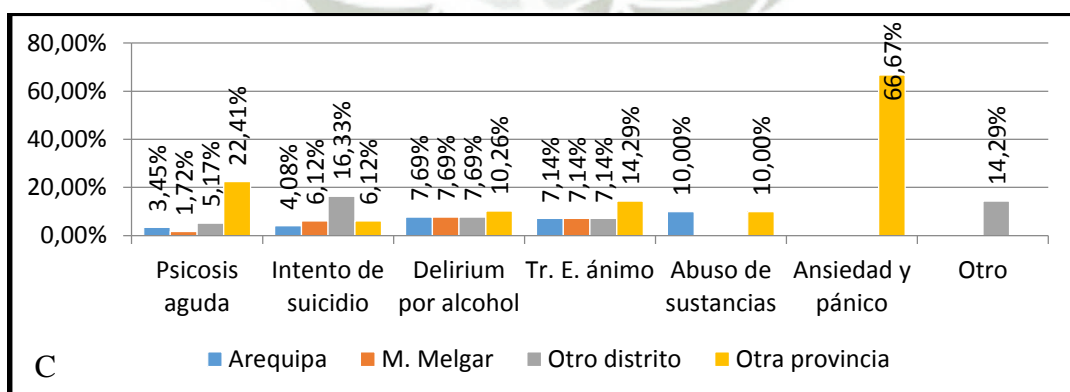 80,00%
60,00%
40,00%
20,00%
0,00%
3,45%
1,72%
5,17%
22,41%
4,08%
6,12%
16,33%
6,12%
7,69%
7,69%
7,69%
10,26%
7,14%
7,14%
7,14%
14,29%
10,00%
10,00%
66,67%
14,29%
Psicosis aguda
Intento de suicidio
Delirium por alcohol
Tr. E. ánimo
Abuso de sustancias
Ansiedad y pánico
Otro
C
Arequipa
M. Melgar
Otro distrito
Otra provincia